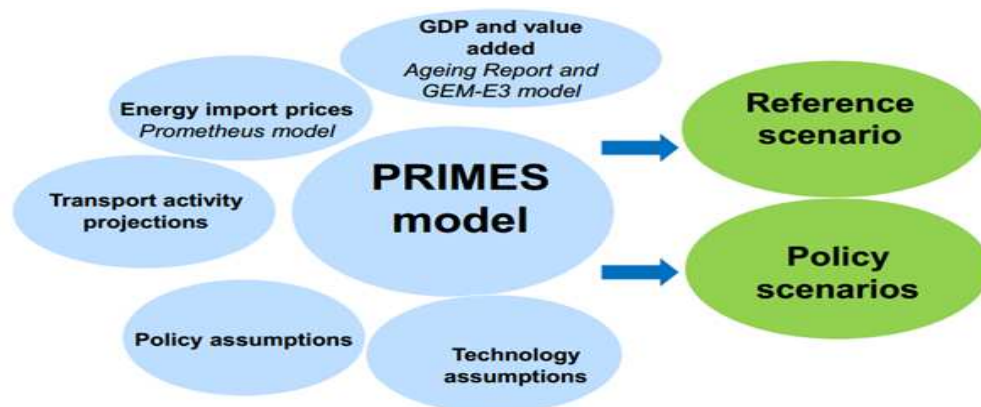 GDP and value
added
Ageing Report and
GEM-E3 model
Energy import prices
Prometheus model
Transport activity
projections
Policy assumptions
Technology
assumptions
PRIMES
model
Reference
scenario
Policy
scenarios